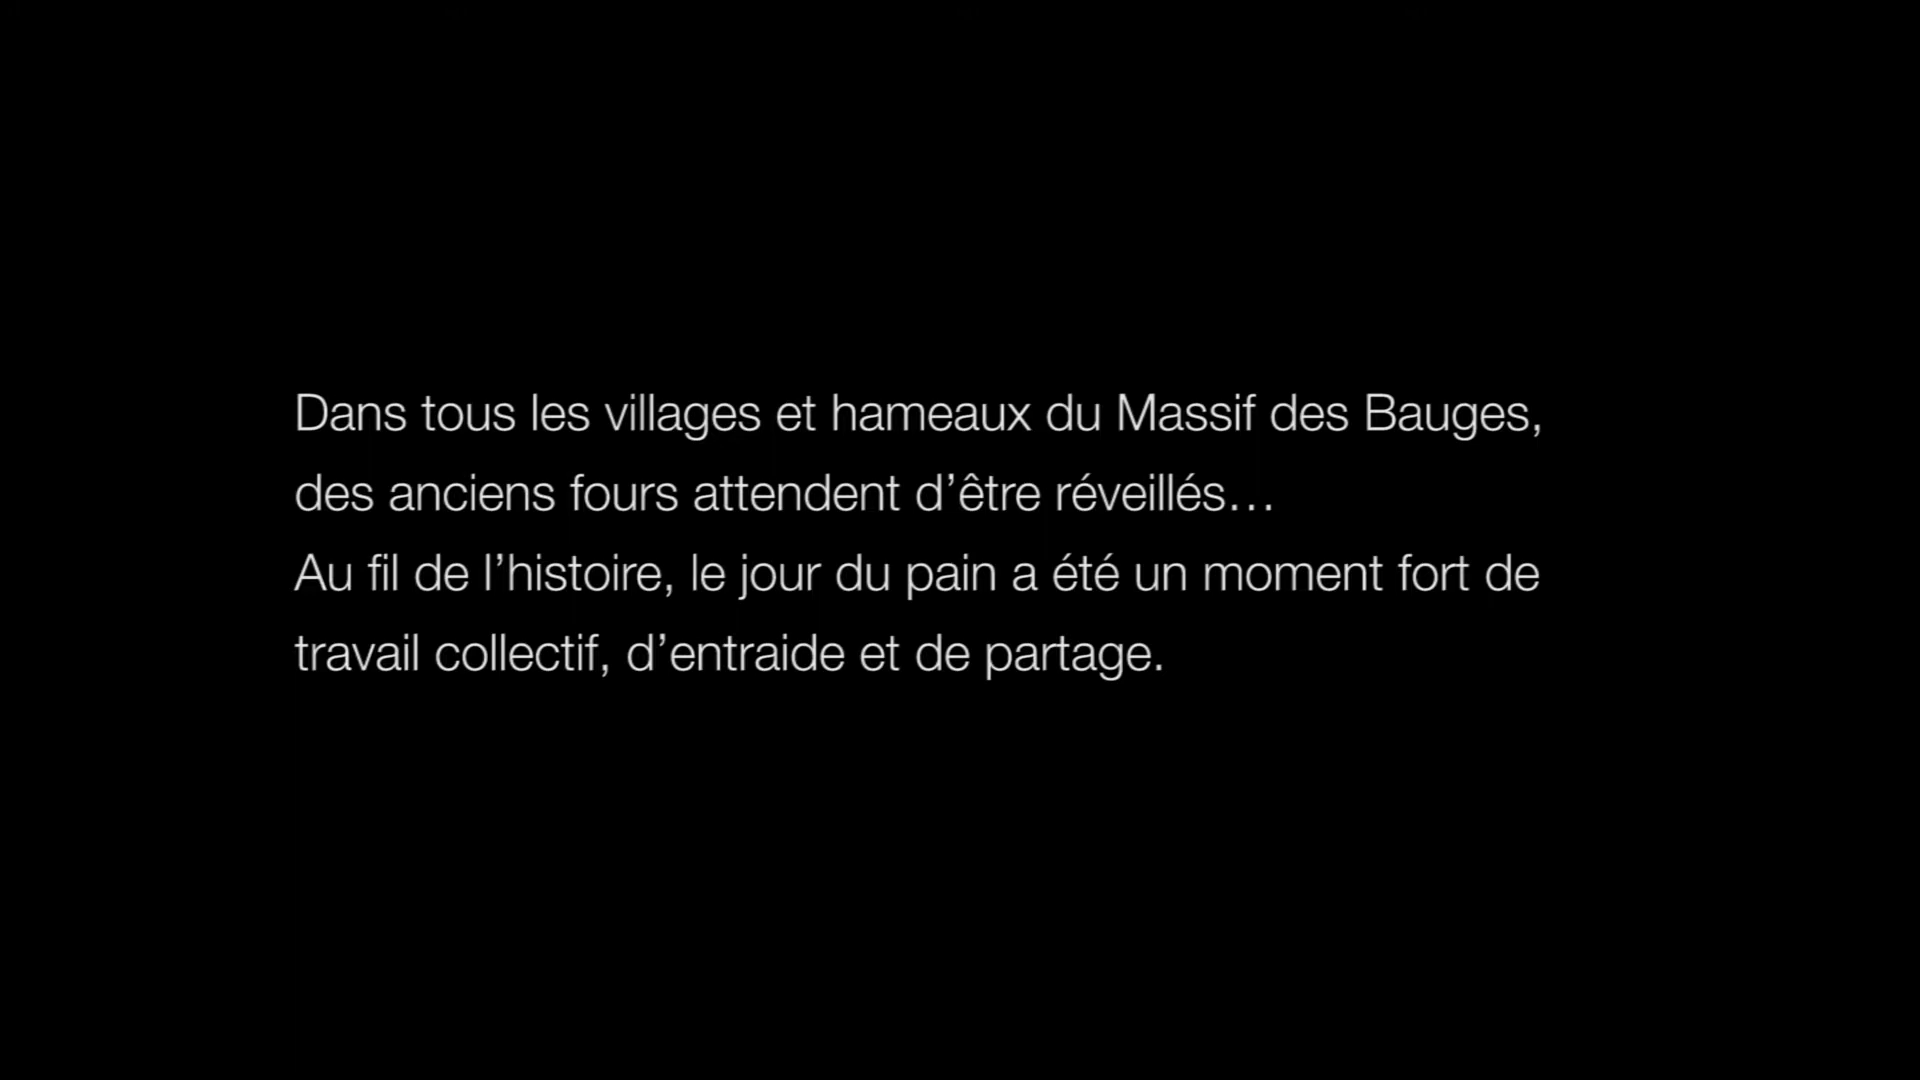 Dans tous les villages et hameaux du Massif des Bauges,
des anciens fours attendent d’être réveillés…
Au fil de l’histoire, le jour du pain a été un moment fort de
travail collectif, d’entraide et de partage.